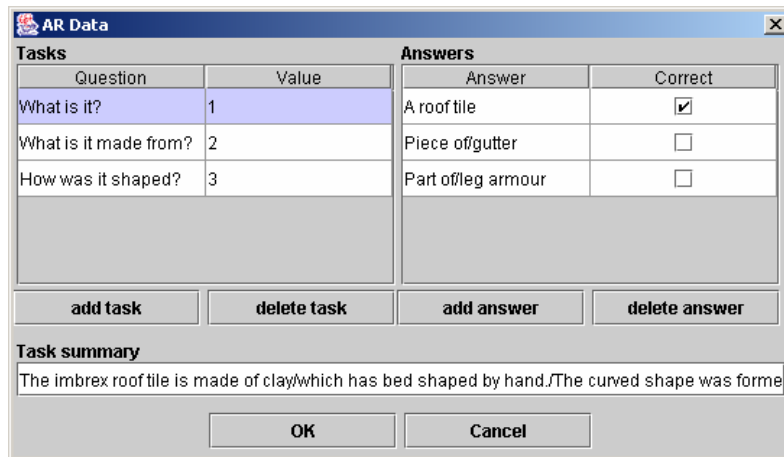 AR Data
Tasks Answers
Question Value Answer Correct
What is it? 1 A roof tile
What is it made from? 2 Piece of/gutter
How was it shaped? 3 Part of/leg armour
add task delete task add answer delete answer
Task summary
The imbrex roof tile is made of clay/which has bed shaped by hand./The curved shape was forme
OK Cancel